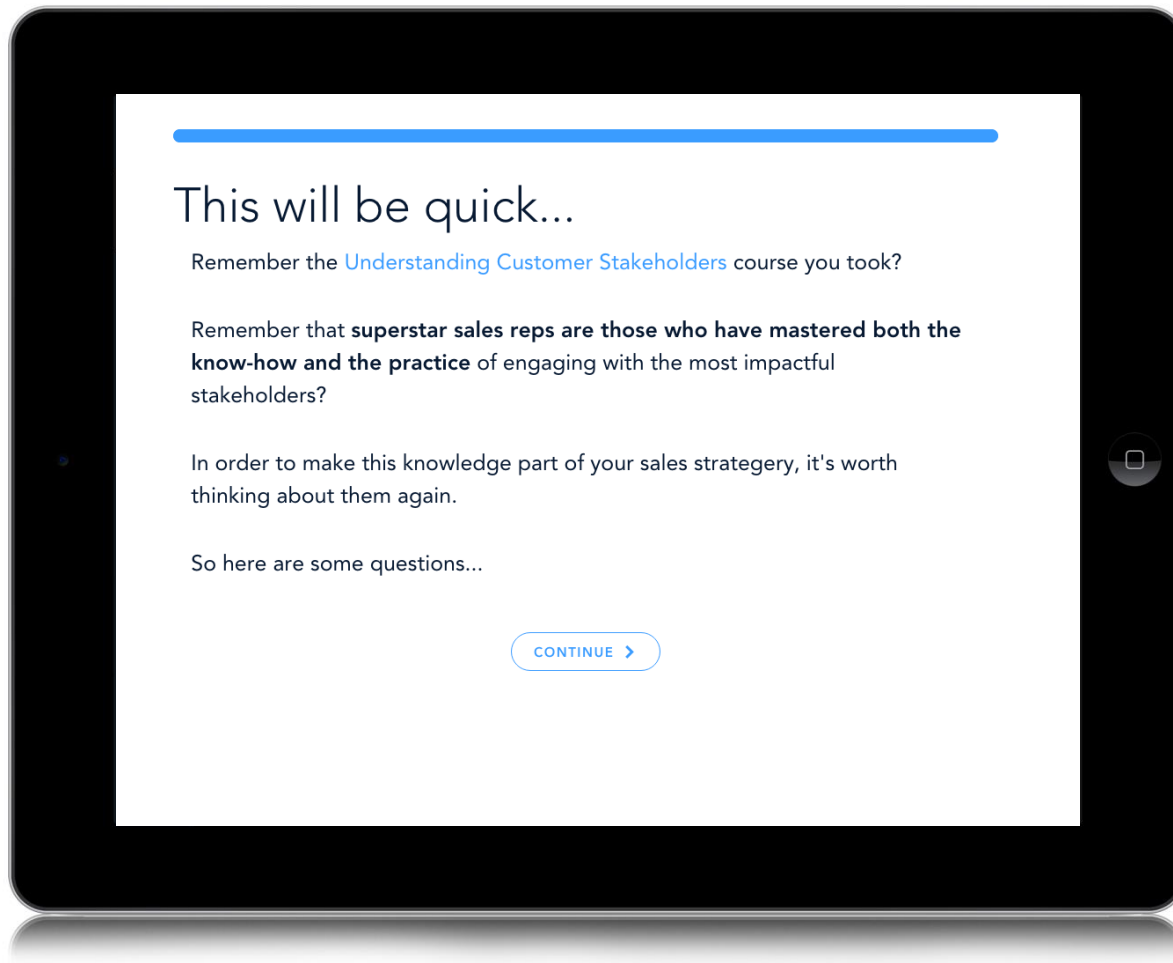 This will be quick...
Remember the Understanding Customer Stakeholders course you took?
Remember that superstar sales reps are those who have mastered both the
know-how and the practice of engaging with the most impactful
stakeholders?
In order to make this knowledge part of your sales strategery, it's worth
thinking about them again.
So here are some questions...
CONTINUE